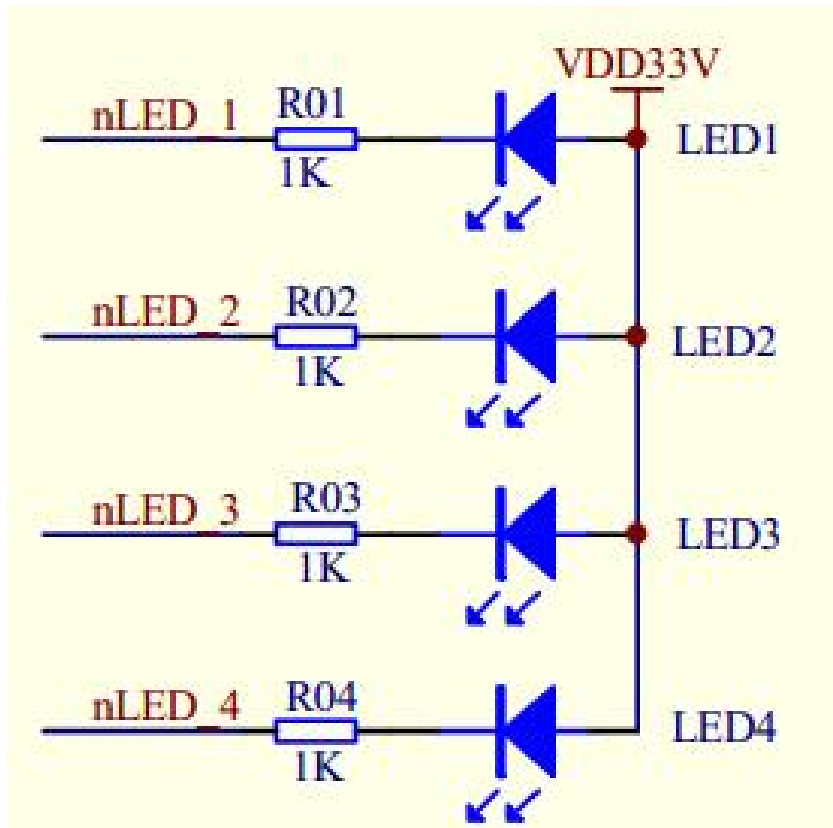 VDD33V
nLED_1 R01 LED1
1K
nLED_2 R02 LED2
1K
nLED_3 R03 LED3
1K
nLED_4 R04 LED4
1K